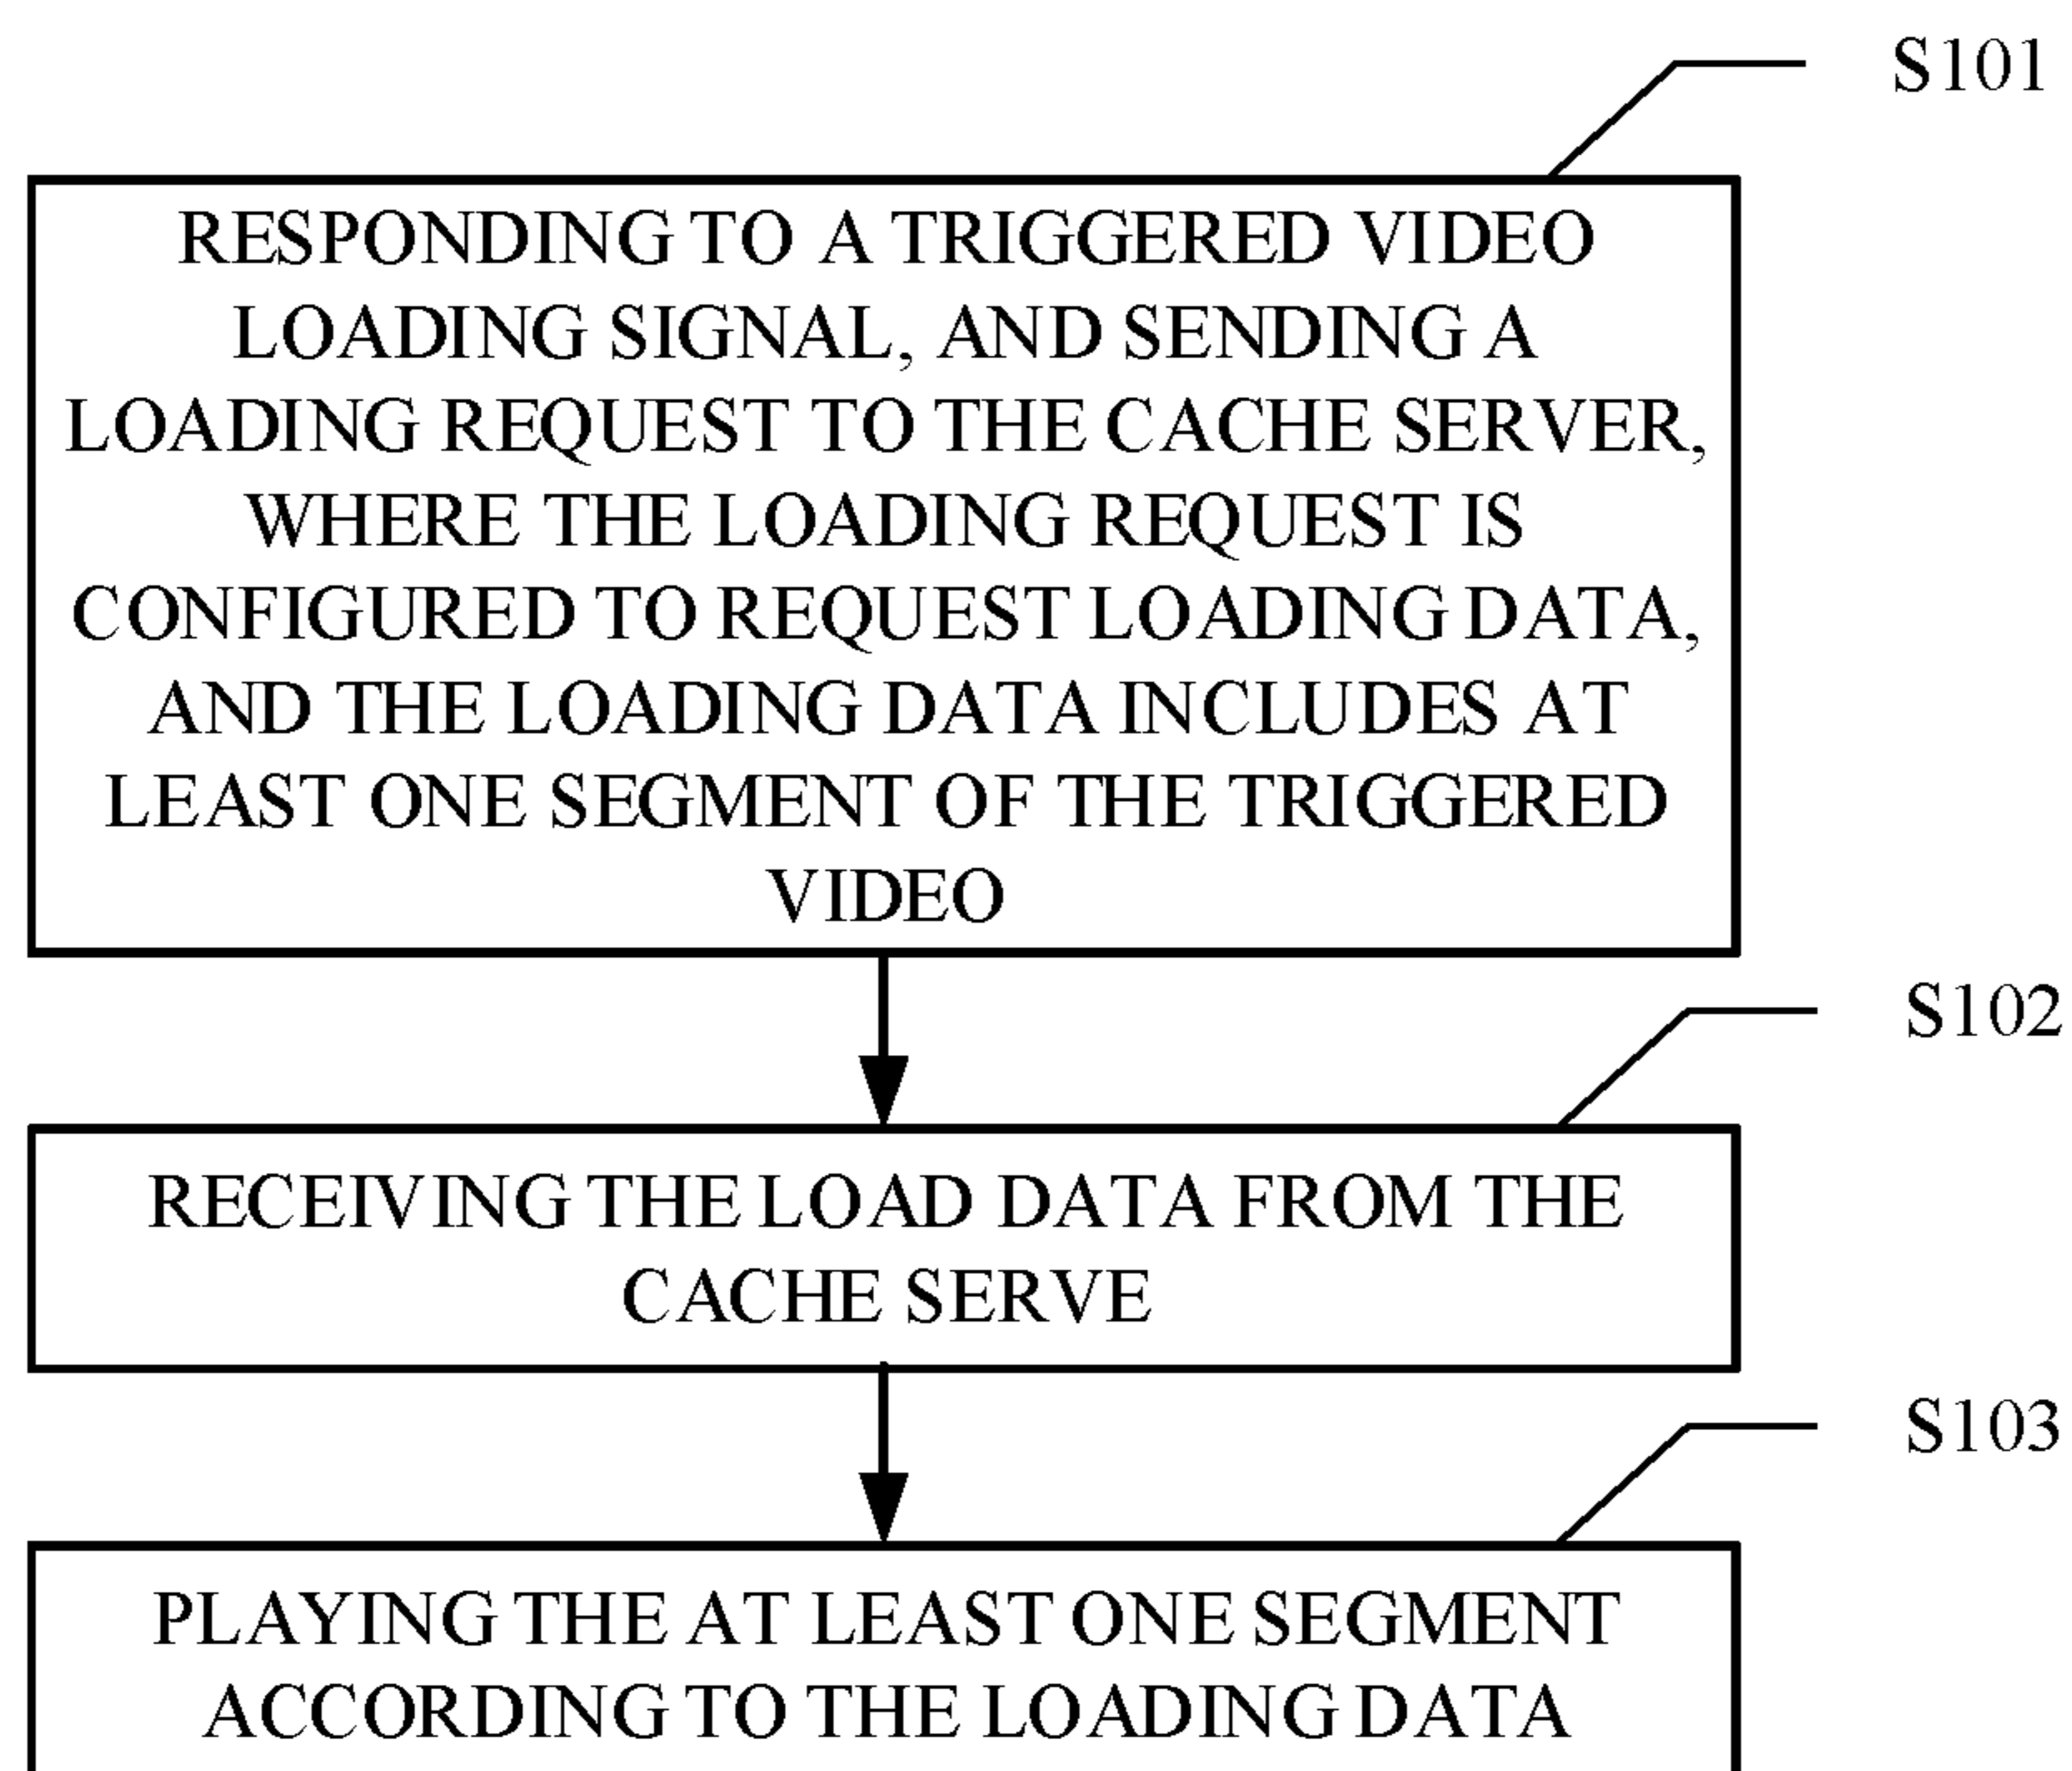 S101
RESPONDING TO A TRIGGERED VIDEO
LOADING SIGNAL, AND SENDING A
LOADING REQUEST TO THE CACHE SERVER,
WHERE THE LOADING REQUEST IS
CONFIGURED TO REQUEST LOADING DATA,
AND THE LOADING DATA INCLUDES AT
LEAST ONE SEGMENT OF THE TRIGGERED
VIDEO
S102
RECEIVING THE LOAD DATA FROM THE
CACHE SERVE
S103
PLAYING THE AT LEAST ONE SEGMENT
ACCORDING TO THE LOADING DATA